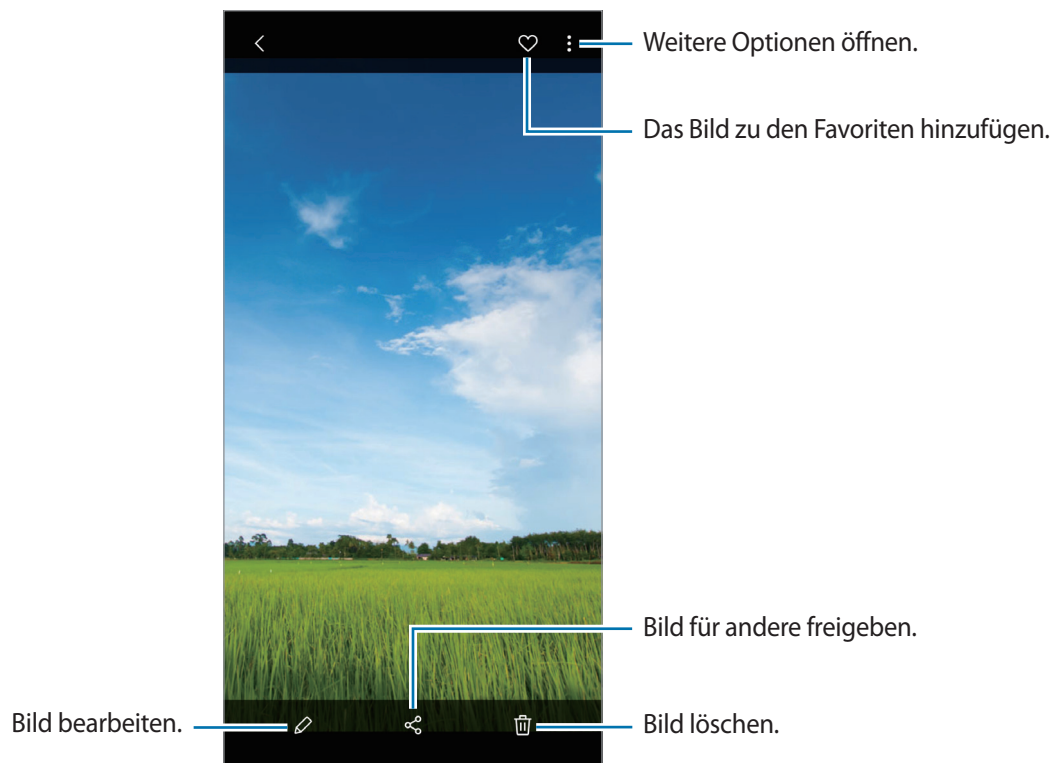 Weitere Optionen öffnen.
Das Bild zu den Favoriten hinzufügen.
Bild für andere freigeben.
Bild bearbeiten.
Bild löschen.